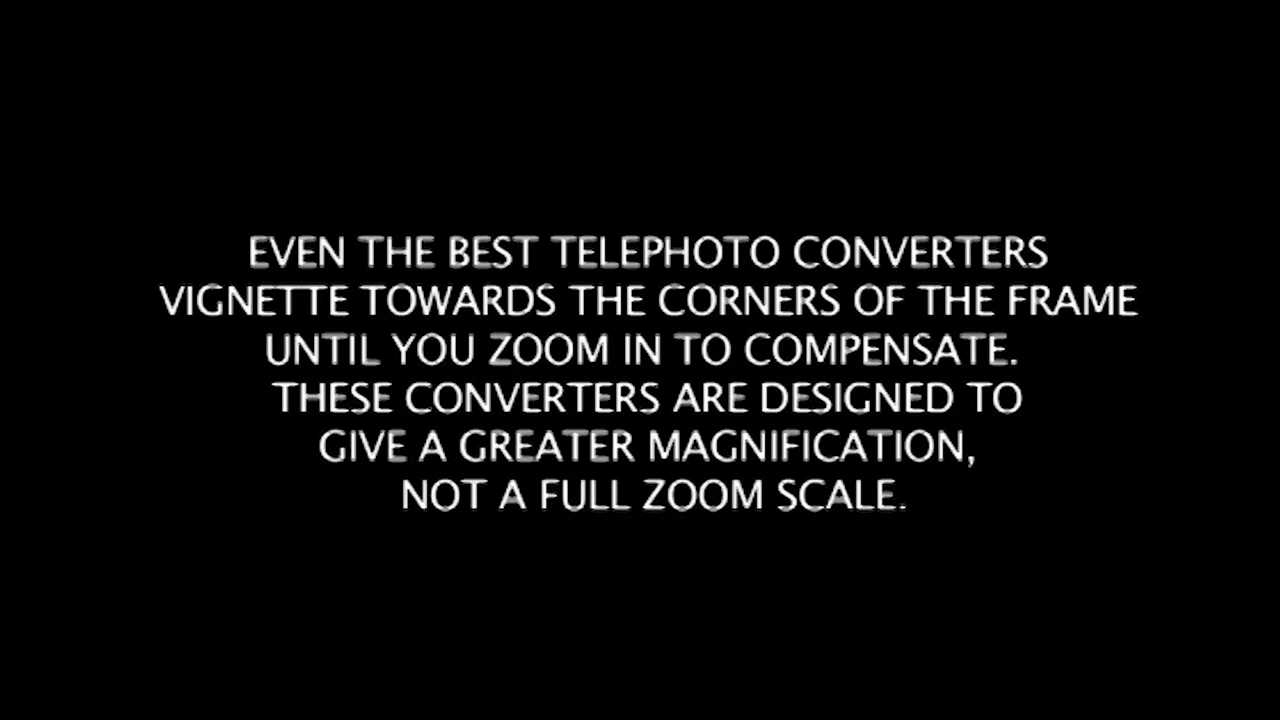 EVEN THE BEST TELEPHOTO CONVERTERS
VIGNETTE TOWARDS THE CORNERS OF THE FRAME
UNTIL YOU ZOOM IN TO COMPENSATE.
THESE CONVERTERS ARE DESIGNED TO
GIVE A GREATER MAGNIFICATION,
NOT A FULL ZOOM SCALE.